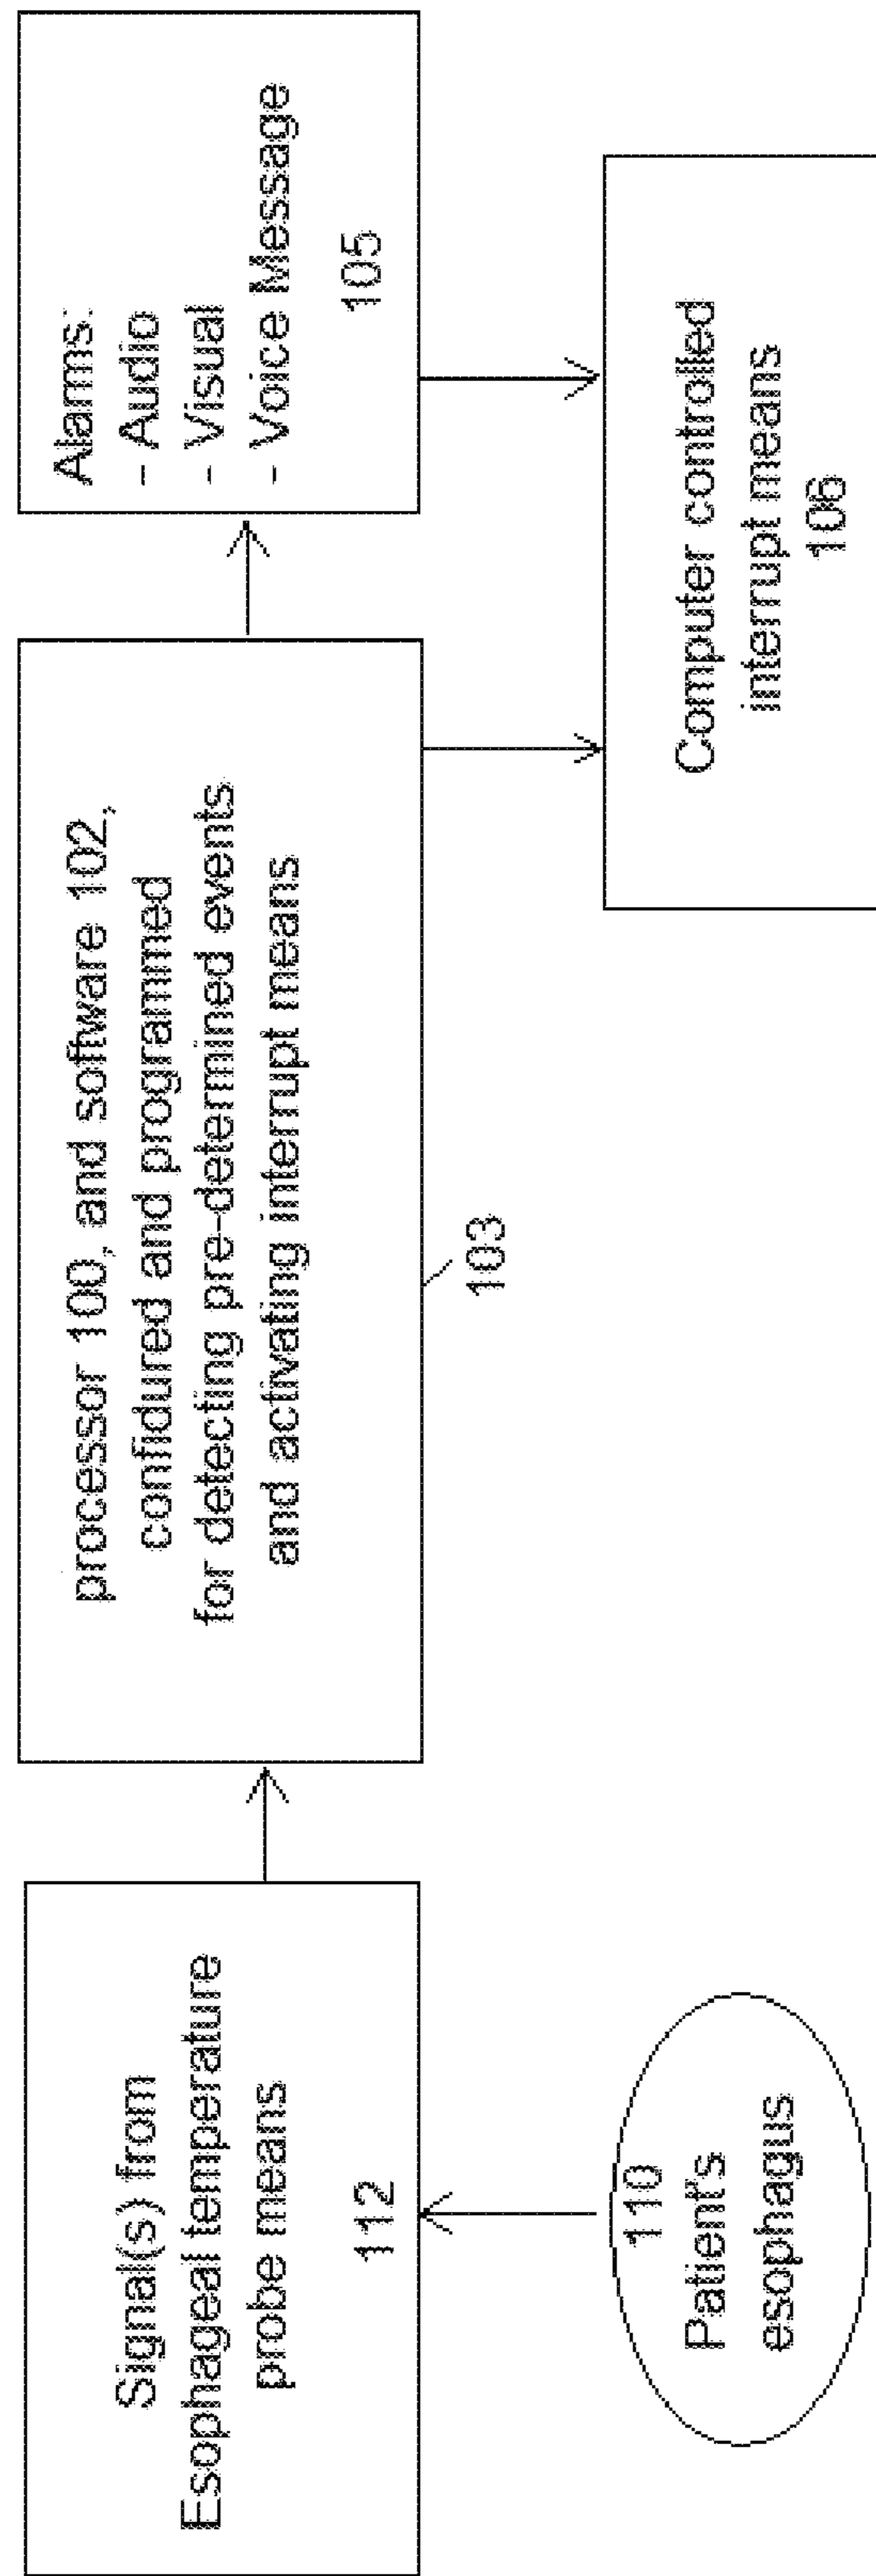 Signal(s) from
Esophageal temperature
probe means
112
110
Patient's
esophagus
processor 100, and software 102,
confidured and programmed
for detecting pre-determined events
and activating interrupt means
103
Alarms:
- Audio
- Visual
- Voice Message
105
Computer controlled
interrupt means
106